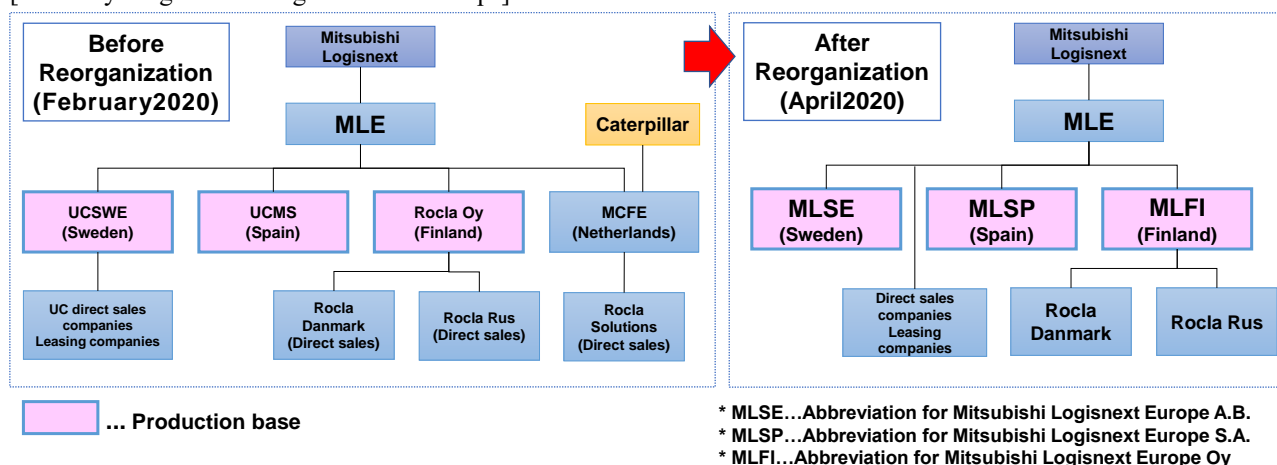 Before
Reorganization
(February2020)
Mitsubishi
Logisnext
MLE
Caterpillar
UCSWE
(Sweden)
UCMS
(Spain)
Rocla Oy
(Finland)
MCFE
(Netherlands)
UC direct sales
companies
Leasing companies
Rocla
Danmark
(Direct sales)
Rocla Rus
(Direct sales)
Rocla
Solutions
(Direct sales)
After
Reorganization
(April2020)
Mitsubishi
Logisnext
MLE
MLSE
(Sweden)
MLSP
(Spain)
MLFI
(Finland)
Direct sales
companies
Leasing
companies
Rocla
Danmark
Rocla Rus
... Production base
* MLSE…Abbreviation for Mitsubishi Logisnext Europe A.B.
* MLSP…Abbreviation for Mitsubishi Logisnext Europe S.A.
* MLFI…Abbreviation for Mitsubishi Logisnext Europe Oy